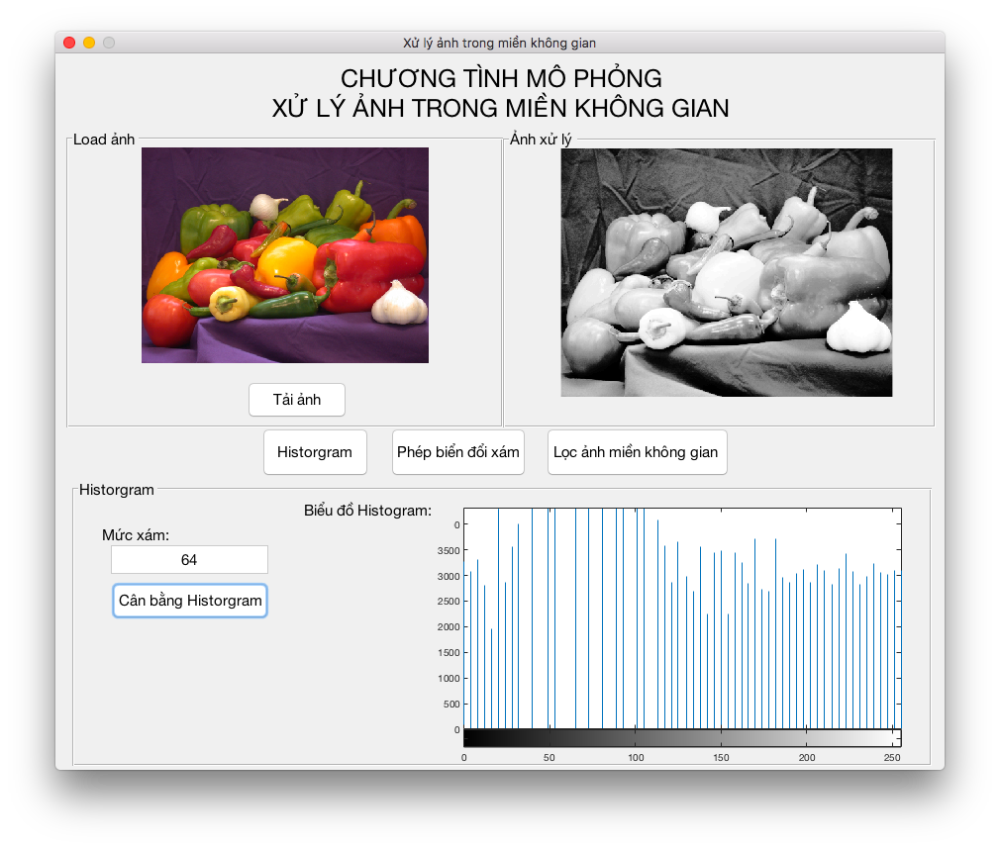 Xử lý ảnh trong miền không gian
CHƯƠNG TÌNH MÔ PHỎNG
XỬ LÝ ẢNH TRONG MIỀN KHÔNG GIAN
Load ảnh
Ảnh xử lý
Tải ảnh
Historgram
Phép biến đổi xám
Lọc ảnh miền không gian
Historgram
Biểu đồ Histogram:
Mức xám:
64
Cân bằng Historgram
0
3500
3000
2500
2000
1500
1000
500
0
0 50 100 150 200 250